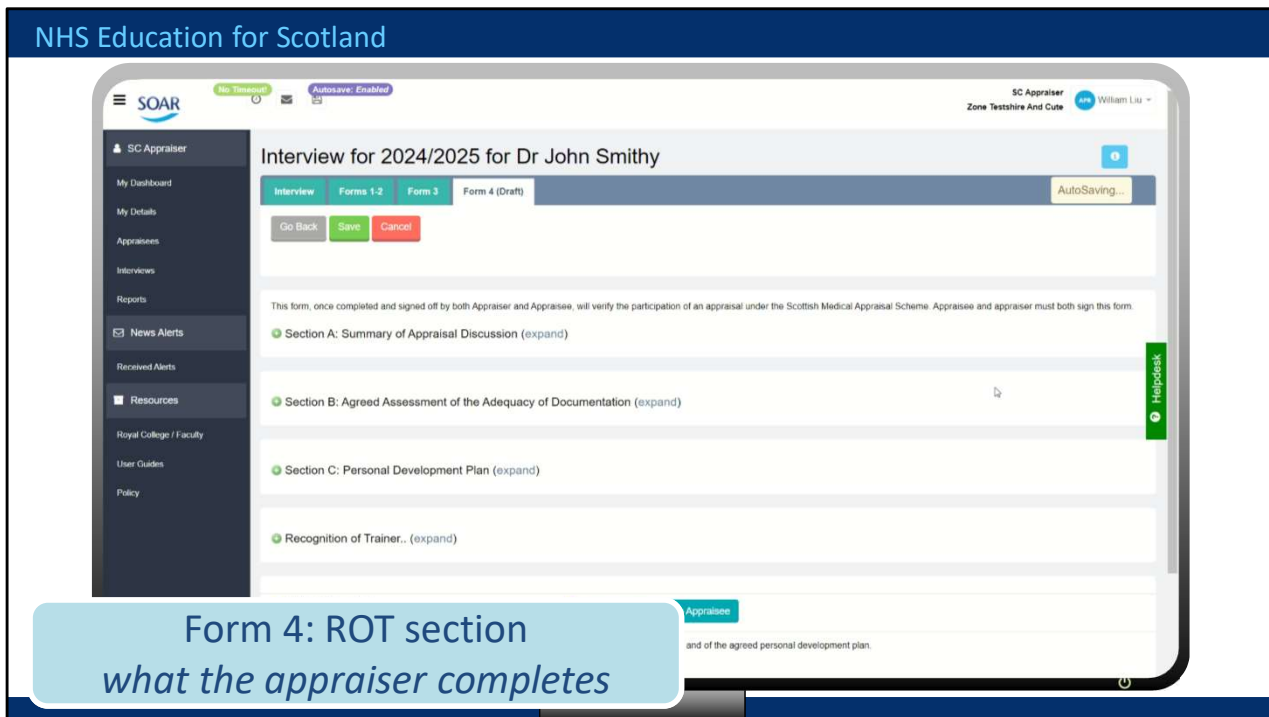 NHS Education for Scotland
SOAR
No Timeout!
Autosave: Enabled
SC Appraiser
Zone Testshire And Cute
APR
William Liu
SC Appraiser
My Dashboard
My Details
Appraisees
Interviews
Reports
News Alerts
Received Alerts
Resources
Royal College / Faculty
User Guides
Policy
Interview for 2024/2025 for Dr John Smithy
Interview Forms 1-2 Form 3 Form 4 (Draft)
AutoSaving...
Go Back Save Cancel
This form, once completed and signed off by both Appraiser and Appraisee, will verify the participation of an appraisal under the Scottish Medical Appraisal Scheme. Appraisee and appraiser must both sign this form.
Section A: Summary of Appraisal Discussion (expand)
Section B: Agreed Assessment of the Adequacy of Documentation (expand)
Section C: Personal Development Plan (expand)
Recognition of Trainer.. (expand)
Helpdesk
Appraisee
and of the agreed personal development plan.
Form 4: ROT section
what the appraiser completes